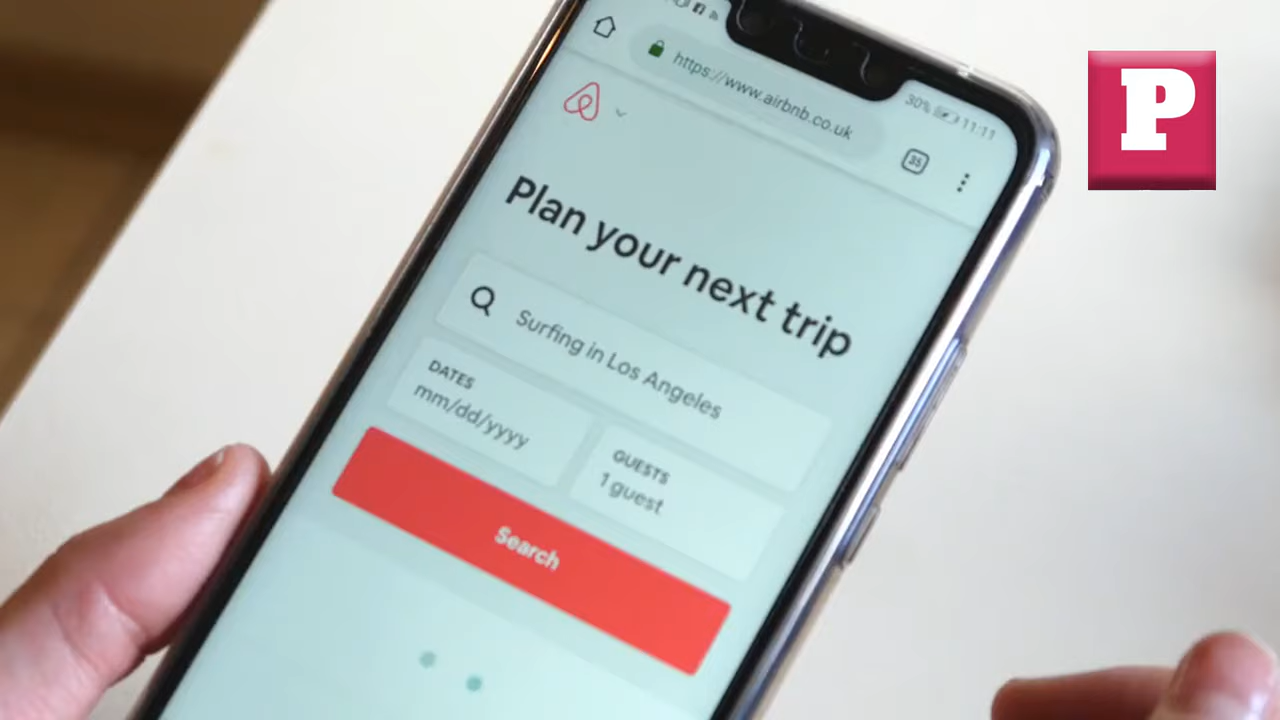 https://www.airbnb.co.uk
30%
11:11
35
P
Plan your next trip
Surfing in Los Angeles
DATES
mm/dd/yyyy
GUESTS
1 guest
Search